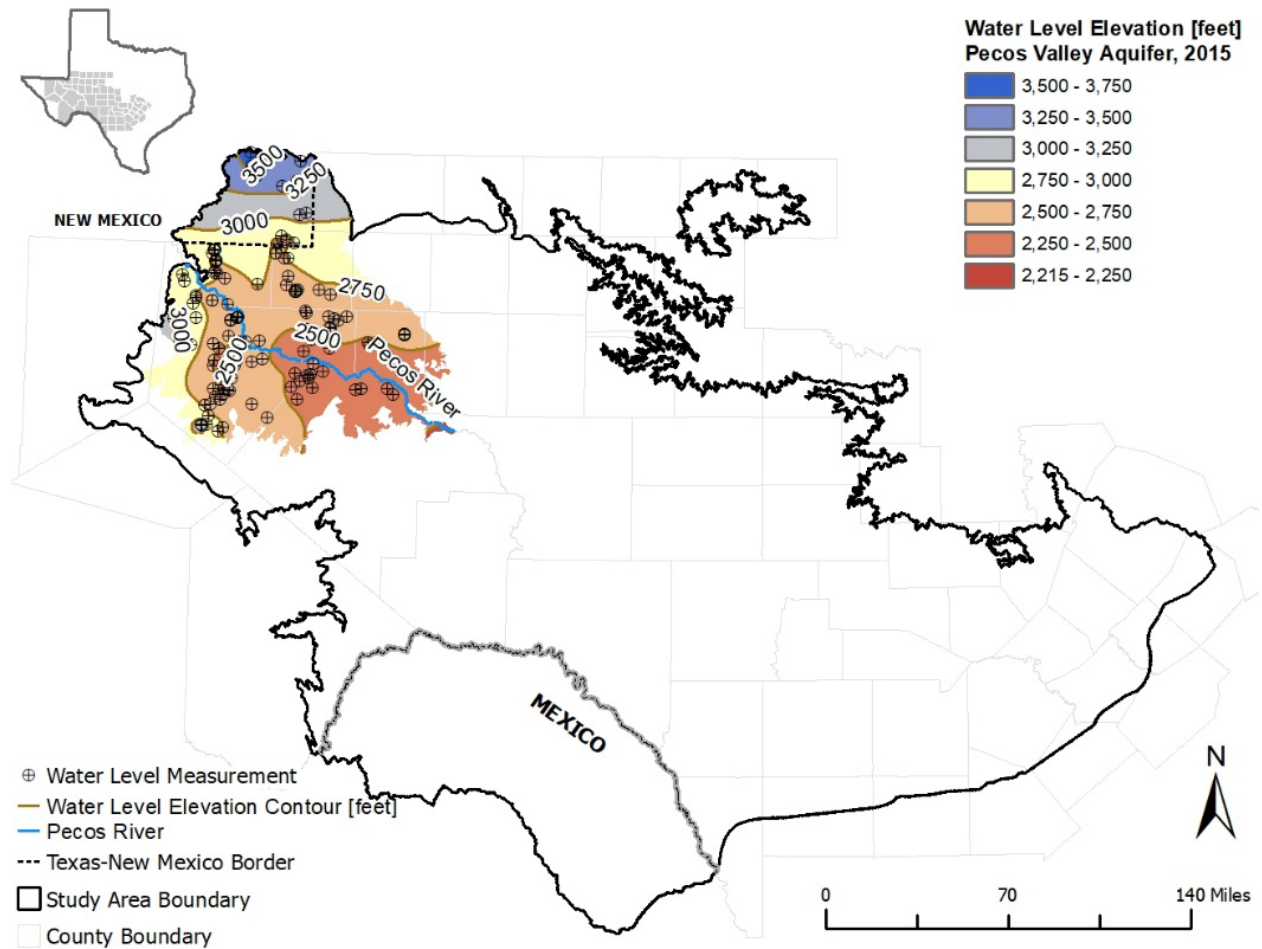 Water Level Elevation [feet]
Pecos Valley Aquifer, 2015
3,500 - 3,750
3,250 - 3,500
3,000 - 3,250
2,750 - 3,000
2,500 - 2,750
2,250 - 2,500
2,215 - 2,250
3500
3250
NEW MEXICO
3000
2750
3000
2500
2500
Pecos River
MEXICO
N
Water Level Measurement
Water Level Elevation Contour [feet]
Pecos River
Texas-New Mexico Border
Study Area Boundary
County Boundary
0 70 140 Miles